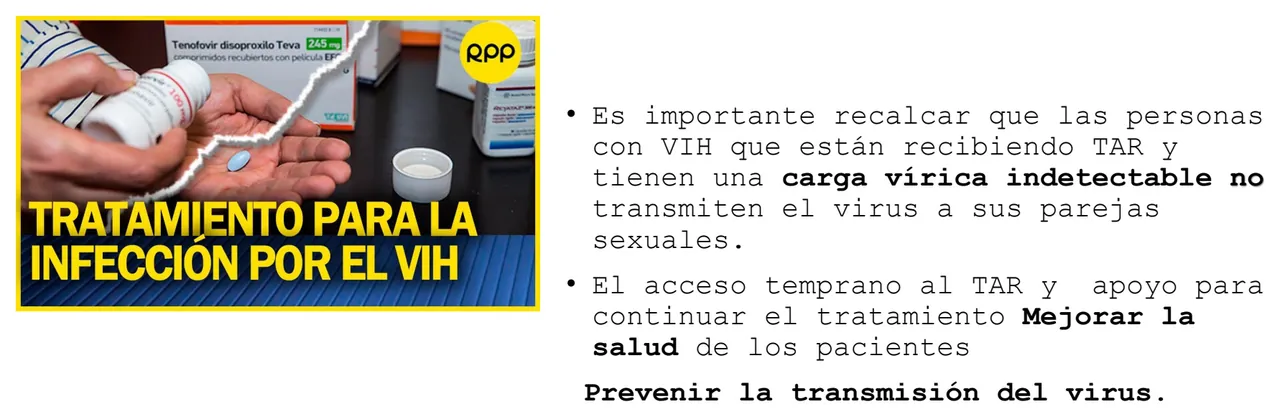 Tenofovir disoproxilo Teva 245 mg
comprimidos recubiertos con película EFG
RPP
TRATAMIENTO PARA LA
INFECCIÓN POR EL VIH
• Es importante recalcar que las personas
con VIH que están recibiendo TAR y
tienen una carga vírica indetectable no
transmiten el virus a sus parejas
sexuales.
• El acceso temprano al TAR y  apoyo para
continuar el tratamiento Mejorar la
salud de los pacientes
Prevenir la transmisión del virus.